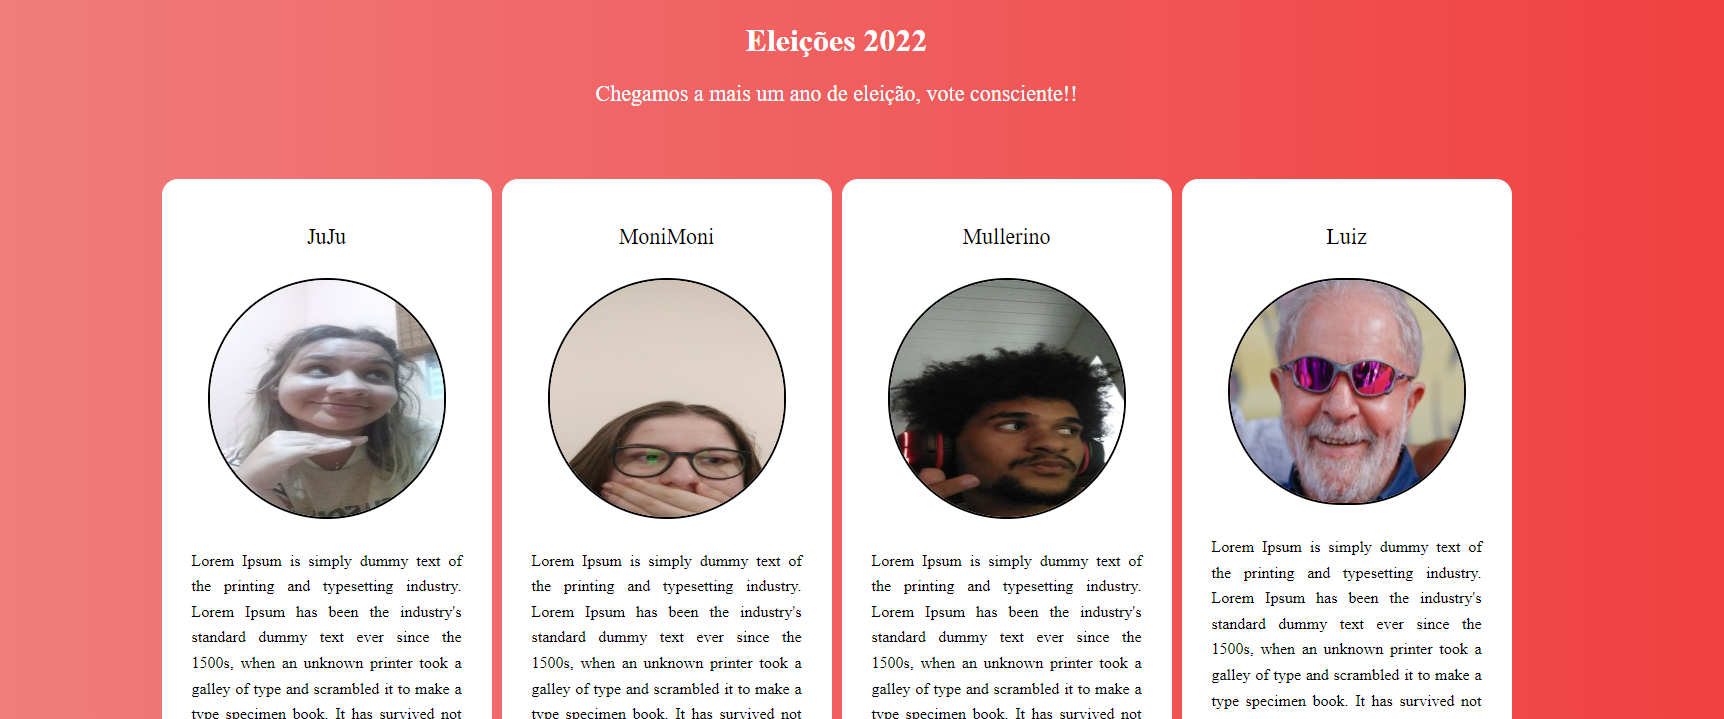 Eleições 2022
Chegamos a mais um ano de eleição, vote consciente!!
JuJu
Lorem Ipsum is simply dummy text of
the printing and typesetting industry.
Lorem Ipsum has been the industry's
standard dummy text ever since the
1500s, when an unknown printer took a
galley of type and scrambled it to make a
type specimen book. It has survived not
MoniMoni
Lorem Ipsum is simply dummy text of
the printing and typesetting industry.
Lorem Ipsum has been the industry's
standard dummy text ever since the
1500s, when an unknown printer took a
galley of type and scrambled it to make a
type specimen book. It has survived not
Mullerino
Lorem Ipsum is simply dummy text of
the printing and typesetting industry.
Lorem Ipsum has been the industry's
standard dummy text ever since the
1500s, when an unknown printer took a
galley of type and scrambled it to make a
type specimen book. It has survived not
Luiz
Lorem Ipsum is simply dummy text of
the printing and typesetting industry.
Lorem Ipsum has been the industry's
standard dummy text ever since the
1500s, when an unknown printer took a
galley of type and scrambled it to make a
type specimen book. It has survived not